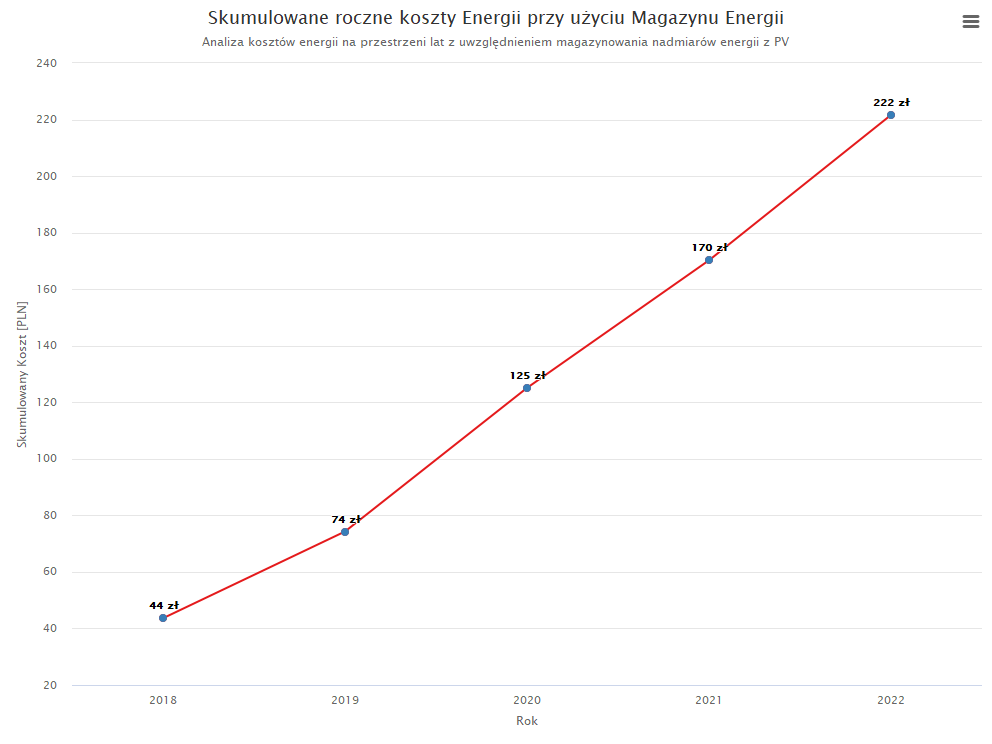 Skumulowane roczne koszty Energii przy użyciu Magazynu Energii
Analiza kosztów energii na przestrzeni lat z uwzględnieniem magazynowania nadmiarów energii z PV
240
220
200
180
160
140
120
100
80
60
40
20
Skumulowany Koszt [PLN]
44 zł
74 zł
125 zł
170 zł
222 zł
2018
2019
2020
2021
2022
Rok